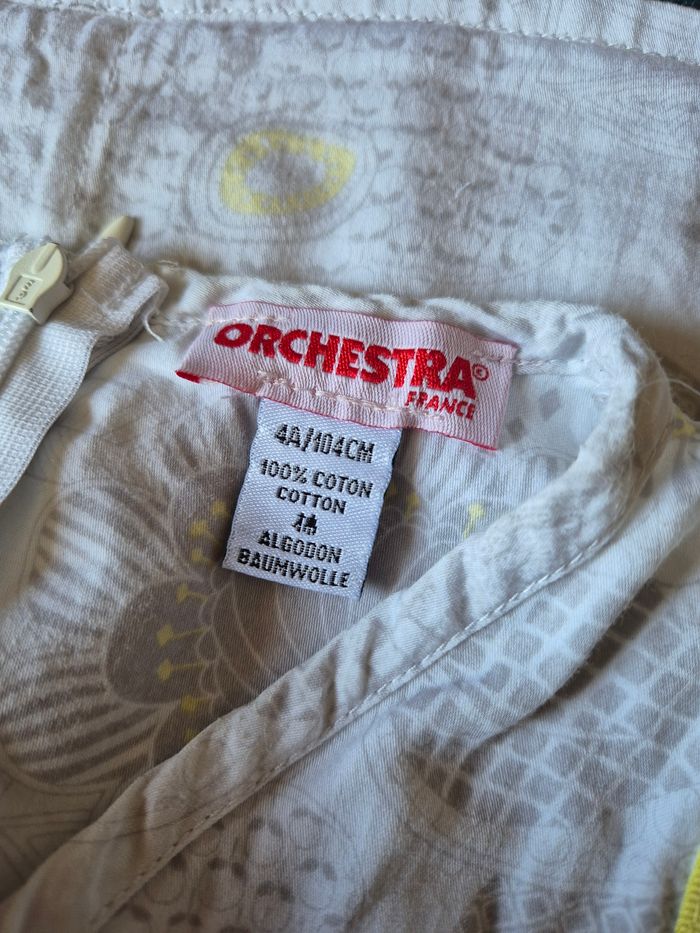 ORCHESTRA©
FRANCE
4A/104CM
100% COTON
COTTON
ALGODON
BAUMWOLLE